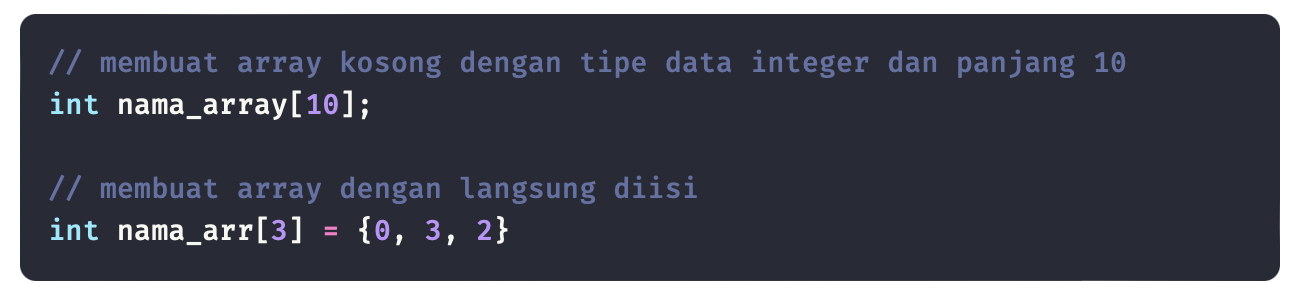 // membuat array kosong dengan tipe data integer dan panjang 10
int nama_array[10];
// membuat array dengan langsung diisi
int nama_arr[3] = {0, 3, 2}